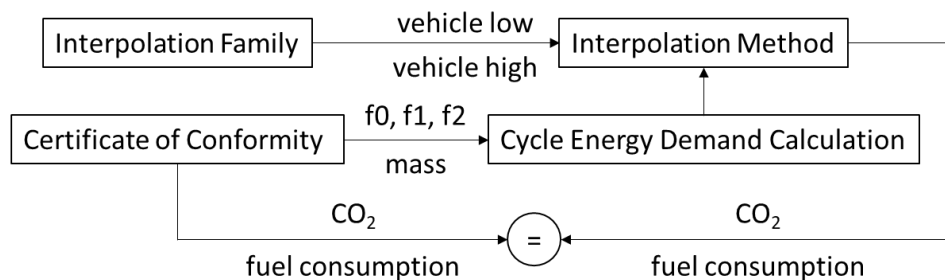 Interpolation Family
vehicle low
vehicle high
Interpolation Method
Certificate of Conformity
f0, f1, f2
mass
Cycle Energy Demand Calculation
CO₂
fuel consumption
=
CO₂
fuel consumption